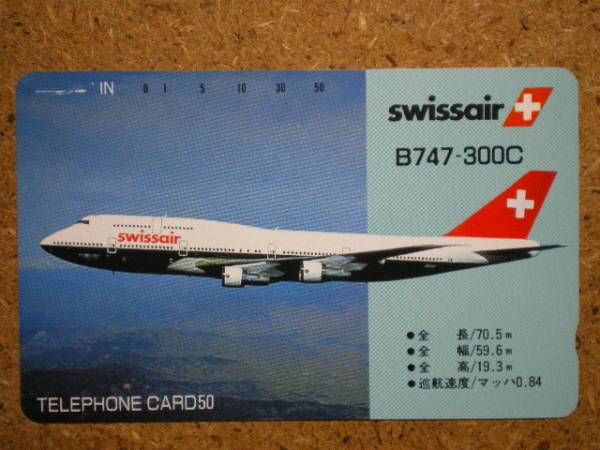 IN 0 1 5 10 30 50
swissair
B747-300C
swissair
●全 長/70.5m
●全 幅/59.6m
●全 高/19.3m
●巡航速度/マッハ0.84
TELEPHONE CARD50